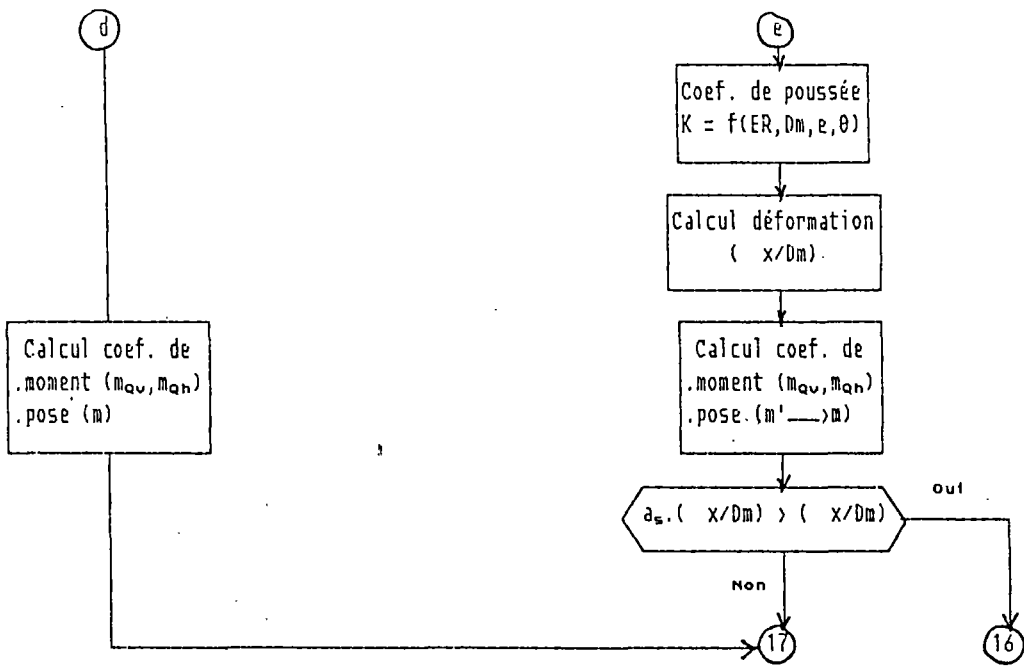 d
e
Coef. de poussée
K = f(ER,Dm,e,θ)
Calcul déformation
( x/Dm).
Calcul coef. de
.moment (mQv,mQh)
.pose (m)
Calcul coef. de
.moment (mQv,mQh)
.pose.(m'—>m)
as.( x/Dm) > ( x/Dm)
Oui
Non
17
16